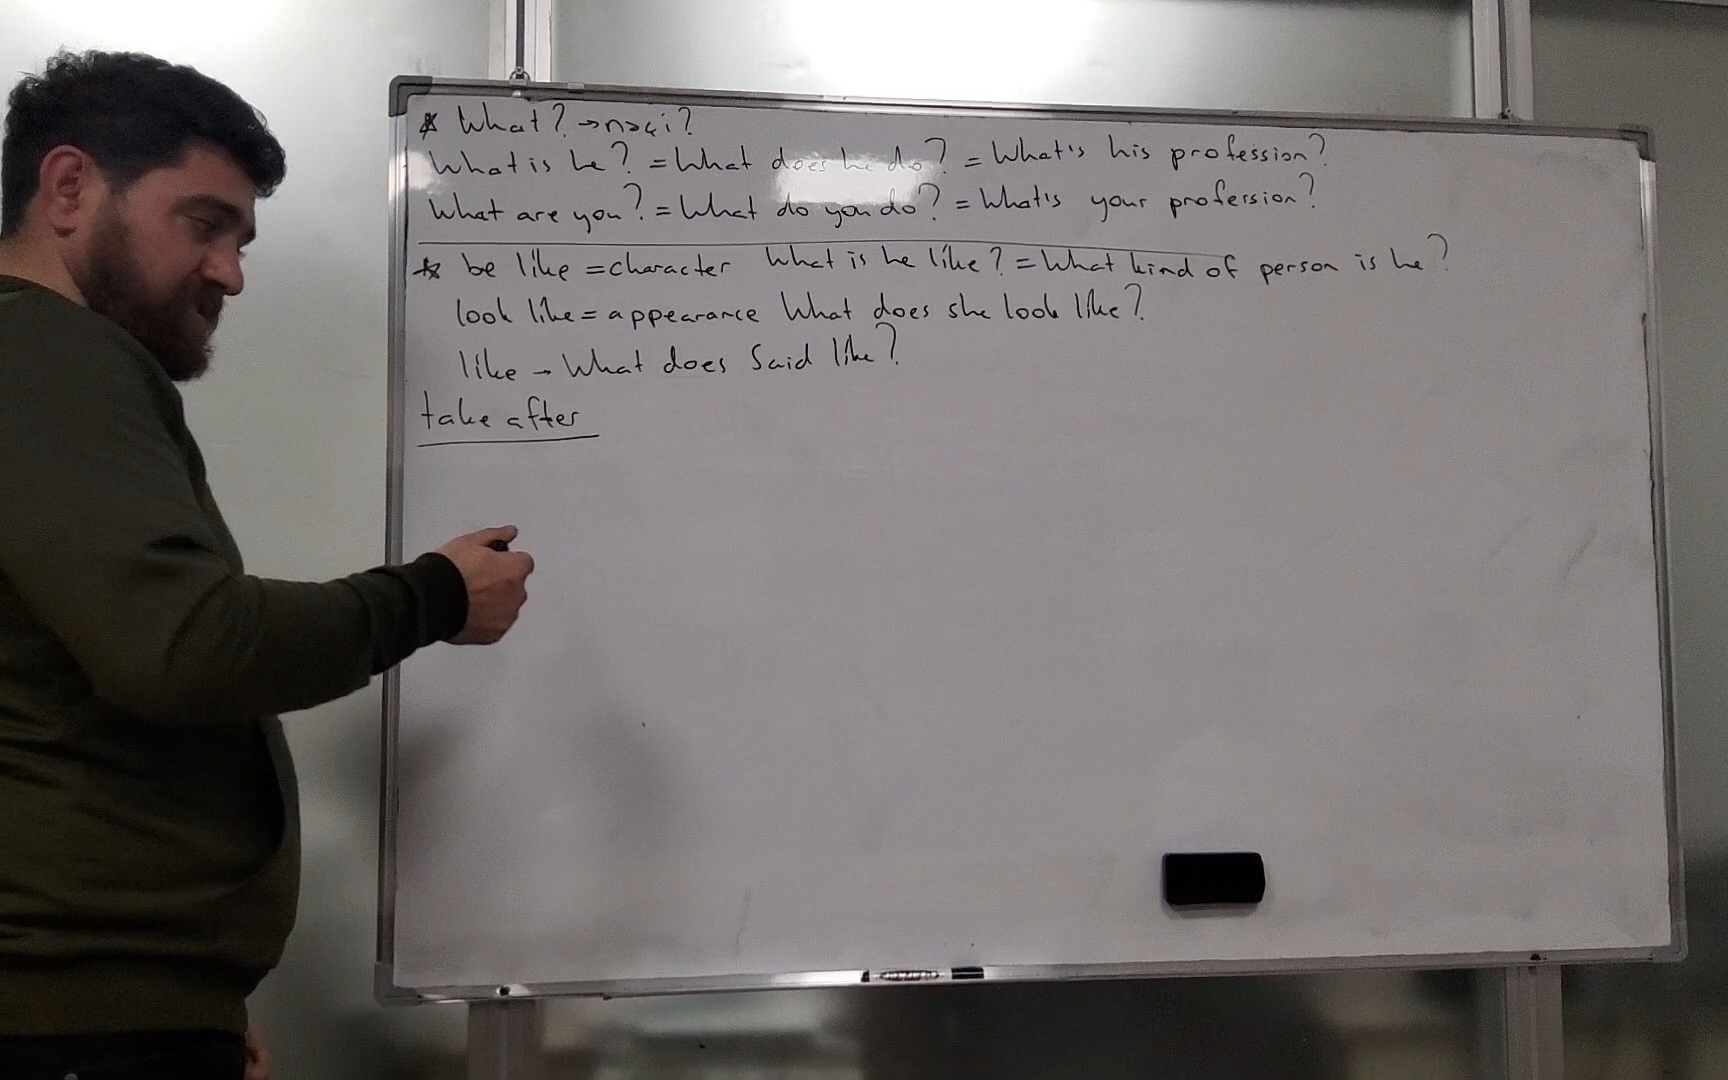 * What? → nəçi?
What is he? = What does he do? = What's his profession?
What are you? = What do you do? = What's your profession?
* be like = character What is he like? = What kind of person is he?
look like = appearance What does she look like?
like → What does Said like?
take after